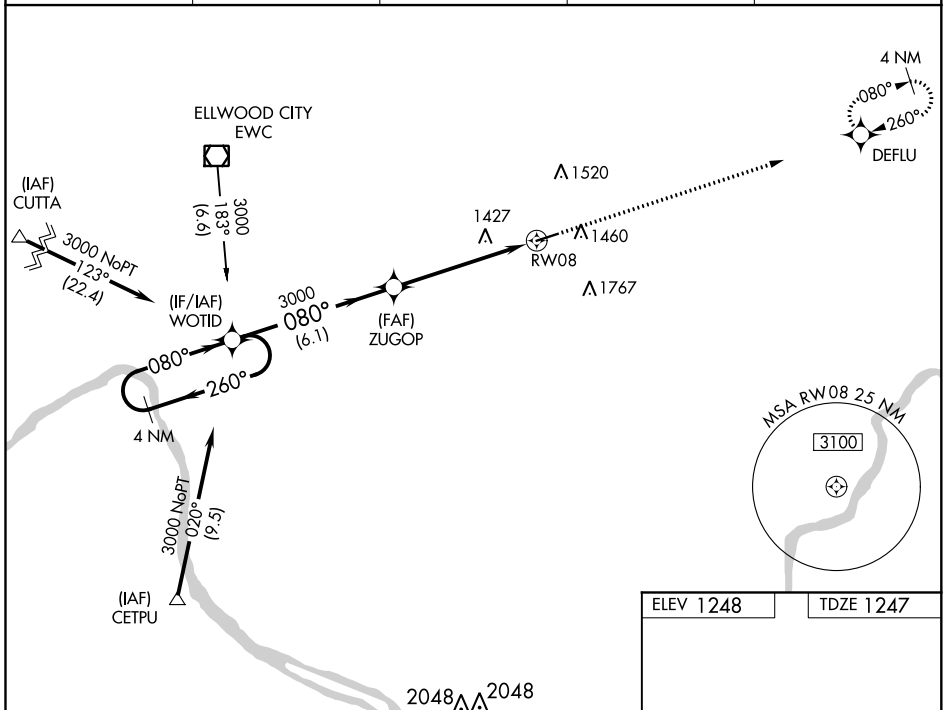 4 NM
080°
260°
DEFLU
ELLWOOD CITY
EWC
3000
183°
(6.6)
(IAF)
CUTTA
3000 NoPT
123°
(22.4)
1520
1427
1460
RW08
1767
(IF/IAF)
WOTID
3000
080°
(6.1)
(FAF)
ZUGOP
080°
260°
4 NM
MSA RW08 25 NM
3100
3000 NoPT
020°
(9.5)
(IAF)
CETPU
ELEV 1248
TDZE 1247
2048
2048